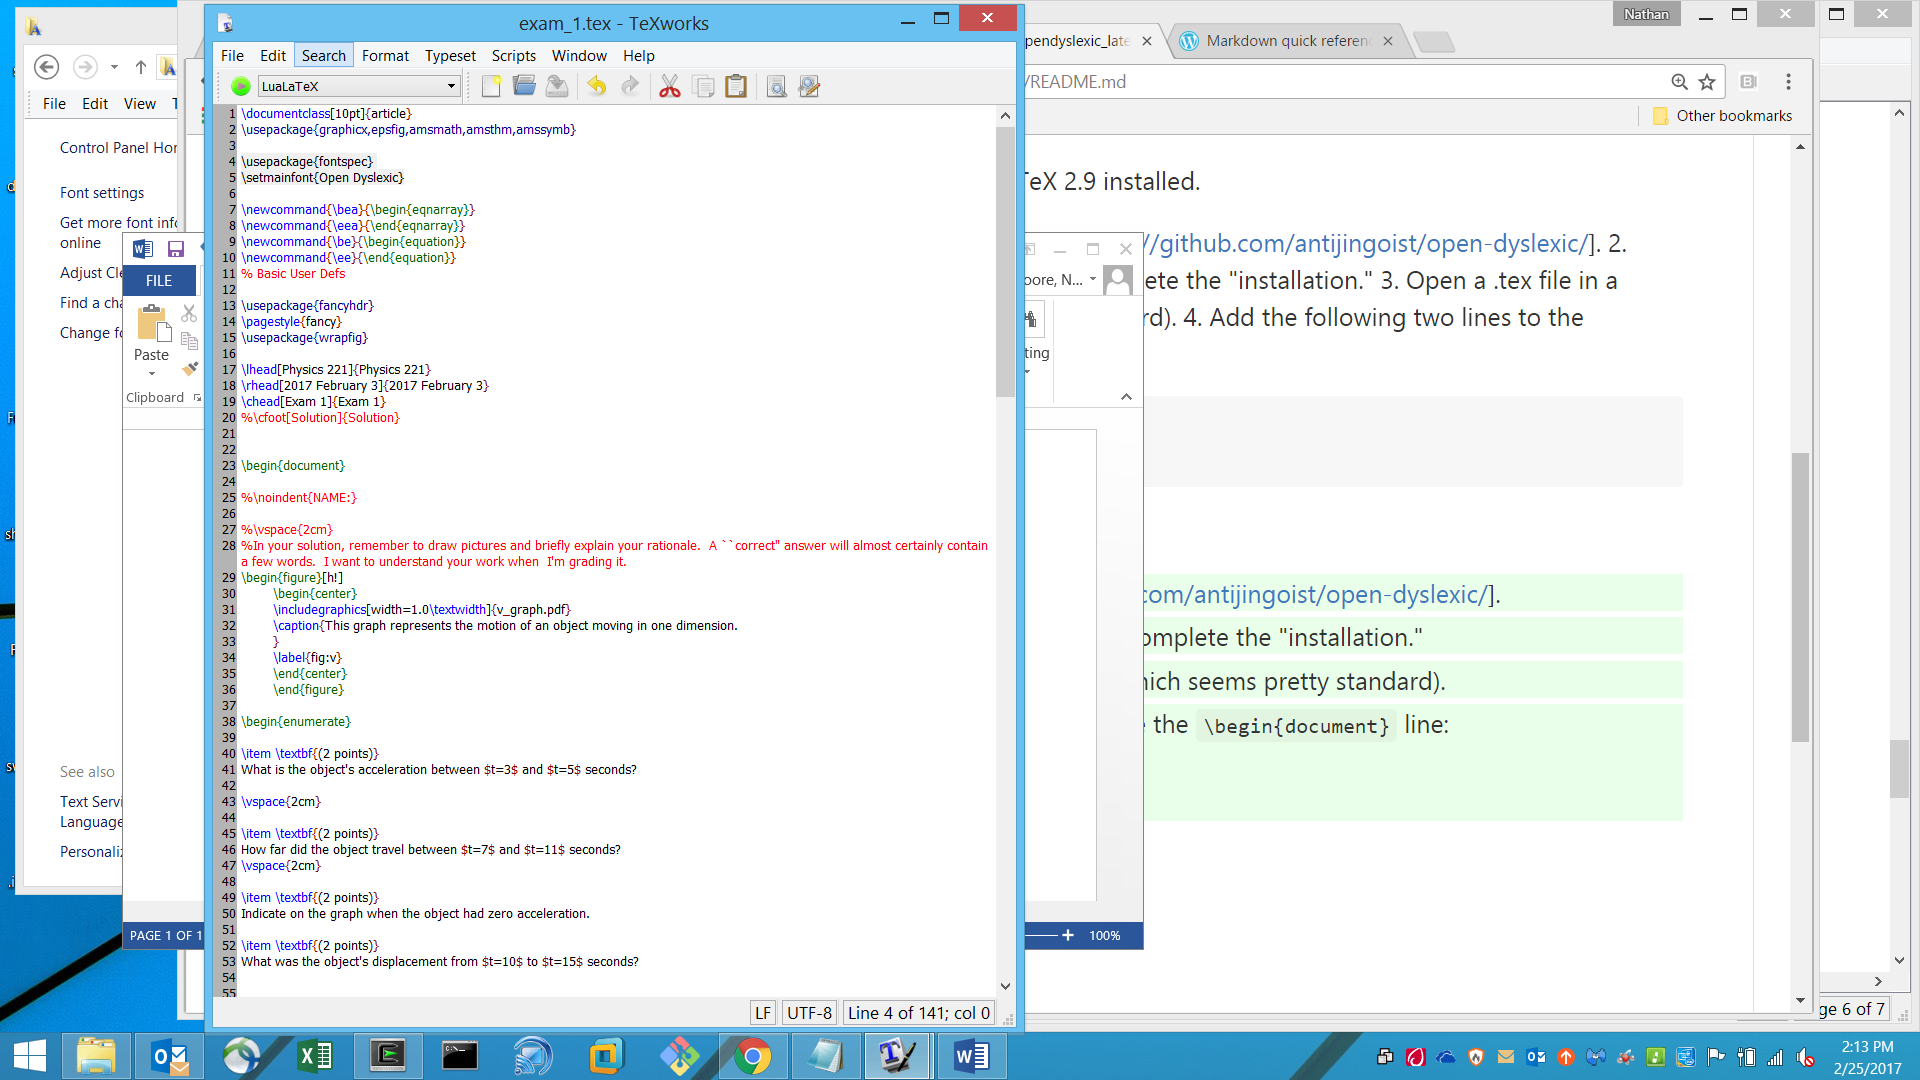 exam_1.tex - TeXworks
File Edit Search Format Typeset Scripts Window Help
LuaLaTeX
1 \documentclass[10pt]{article}
2 \usepackage{graphicx,epsfig,amsmath,amsthm,amssymb}
3
4 \usepackage{fontspec}
5 \setmainfont{Open Dyslexic}
6
7 \newcommand{\bea}{\begin{eqnarray}}
8 \newcommand{\eea}{\end{eqnarray}}
9 \newcommand{\be}{\begin{equation}}
10 \newcommand{\ee}{\end{equation}}
11 % Basic User Defs
12
13 \usepackage{fancyhdr}
14 \pagestyle{fancy}
15 \usepackage{wrapfig}
16
17 \lhead[Physics 221]{Physics 221}
18 \rhead[2017 February 3]{2017 February 3}
19 \chead[Exam 1]{Exam 1}
20 %\cfoot[Solution]{Solution}
21
22
23 \begin{document}
24
25 %\noindent{NAME:}
26
27 %\vspace{2cm}
28 %In your solution, remember to draw pictures and briefly explain your rationale.  A ``correct" answer will almost certainly contain
a few words.  I want to understand your work when  I'm grading it.
29 \begin{figure}[h!]
30 \begin{center}
31 \includegraphics[width=1.0\textwidth]{v_graph.pdf}
32 \caption{This graph represents the motion of an object moving in one dimension.
33 }
34 \label{fig:v}
35 \end{center}
36 \end{figure}
37
38 \begin{enumerate}
39
40 \item \textbf{(2 points)}
41 What is the object's acceleration between $t=3$ and $t=5$ seconds?
42
43 \vspace{2cm}
44
45 \item \textbf{(2 points)}
46 How far did the object travel between $t=7$ and $t=11$ seconds?
47 \vspace{2cm}
48
49 \item \textbf{(2 points)}
50 Indicate on the graph when the object had zero acceleration.
51
52 \item \textbf{(2 points)}
53 What was the object's displacement from $t=10$ to $t=15$ seconds?
54
55
LF UTF-8 Line 4 of 141; col 0
File Edit View
Control Panel Hor
Font settings
Get more font info
online
Adjust Cle
Find a cha
Change fo
See also
Text Servi
Language
Personaliz
FILE
Paste
Clipboard
PAGE 1 OF 1
oore, N...
ting
100%
Nathan
pendyslexic_late
Markdown quick referen
/README.md
Other bookmarks
TeX 2.9 installed.
//github.com/antijingoist/open-dyslexic/]. 2.
ete the "installation." 3. Open a .tex file in a
rd). 4. Add the following two lines to the
com/antijingoist/open-dyslexic/].
omplete the "installation."
hich seems pretty standard).
the \begin{document} line:
ge 6 of 7
2:13 PM
2/25/2017